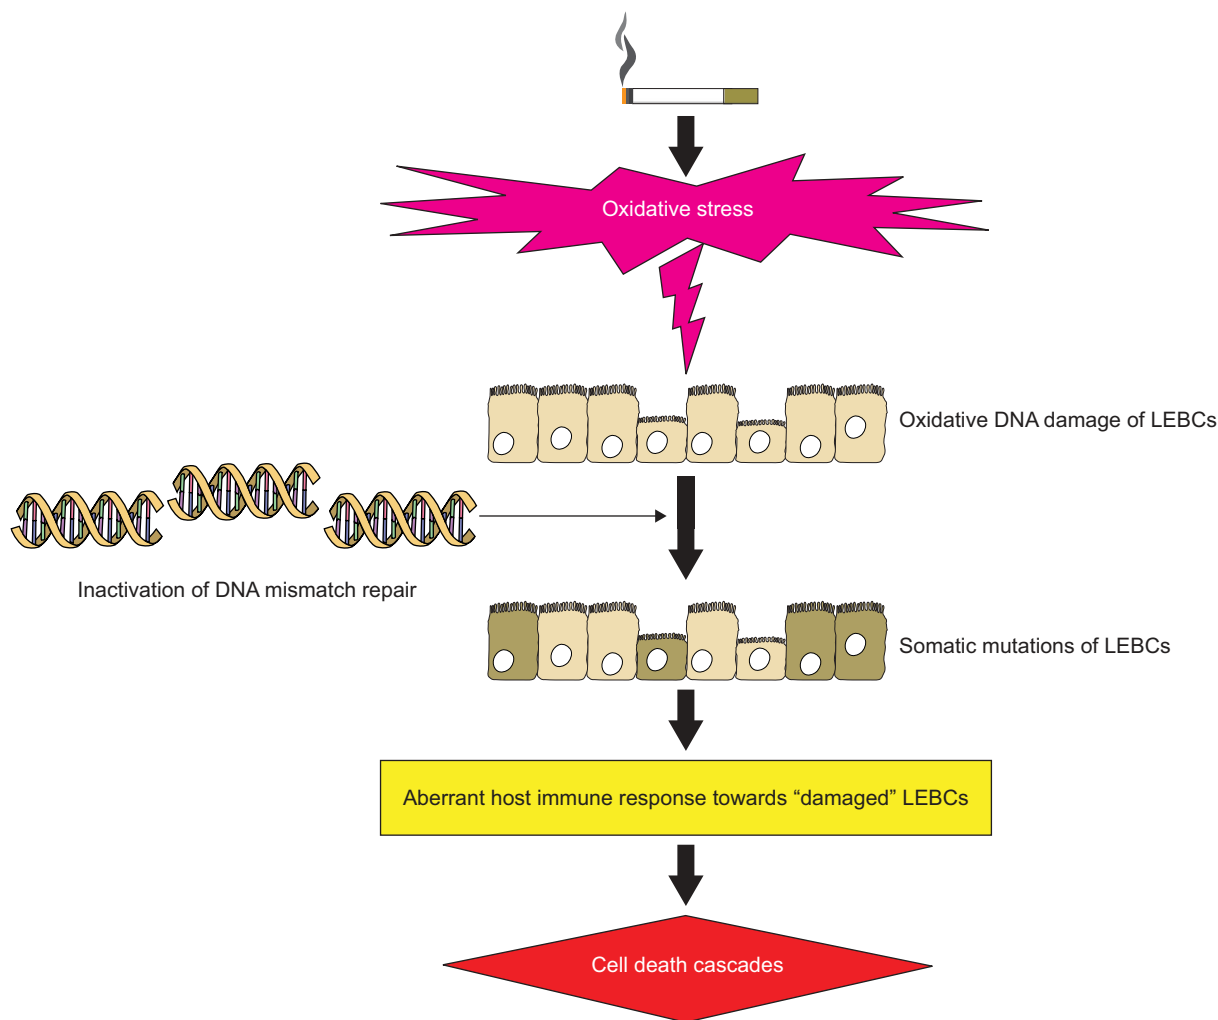 Oxidative stress
Oxidative DNA damage of LEBCs
Inactivation of DNA mismatch repair
Somatic mutations of LEBCs
Aberrant host immune response towards “damaged” LEBCs
Cell death cascades